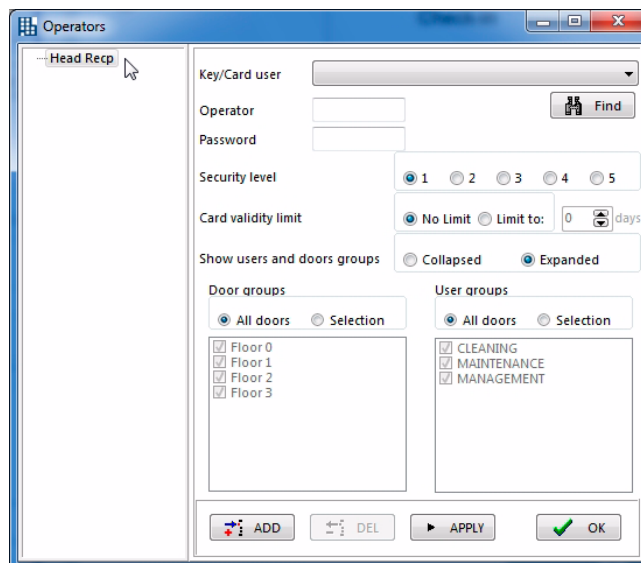 Operators
Head Recp
Key/Card user
Find
Operator
Password
Security level 1 2 3 4 5
Card validity limit No Limit Limit to: 0 days
Show users and doors groups Collapsed Expanded
Door groups User groups
All doors Selection All doors Selection
Floor 0 CLEANING
Floor 1 MAINTENANCE
Floor 2 MANAGEMENT
Floor 3
ADD DEL APPLY OK